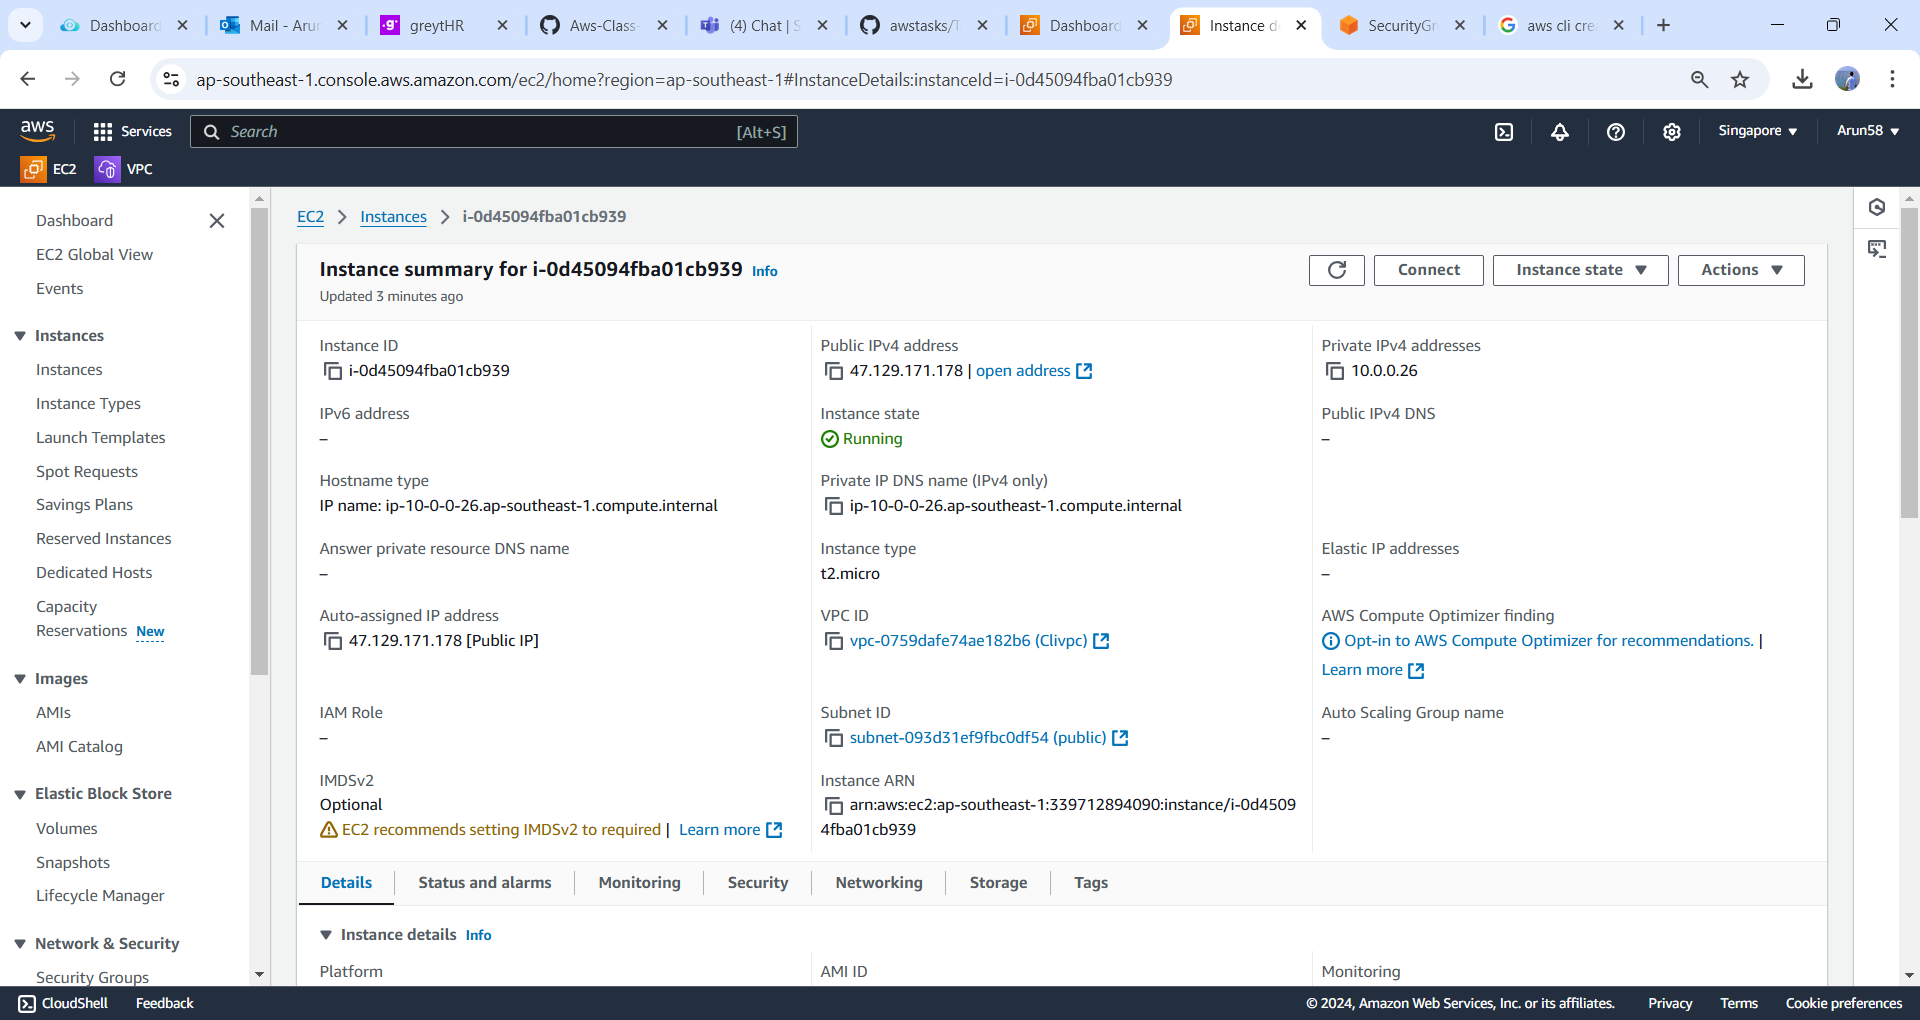 Dashboard
Mail - Arun
greytHR
Aws-Class-
(4) Chat | S
awstasks/T
Dashboard
Instance d
SecurityGr
aws cli cre
ap-southeast-1.console.aws.amazon.com/ec2/home?region=ap-southeast-1#InstanceDetails:instanceId=i-0d45094fba01cb939
aws
Services
Search
[Alt+S]
Singapore
Arun58
EC2
VPC
Dashboard
EC2 Global View
Events
Instances
Instances
Instance Types
Launch Templates
Spot Requests
Savings Plans
Reserved Instances
Dedicated Hosts
Capacity
Reservations New
Images
AMIs
AMI Catalog
Elastic Block Store
Volumes
Snapshots
Lifecycle Manager
Network & Security
Security Groups
EC2 > Instances > i-0d45094fba01cb939
Instance summary for i-0d45094fba01cb939 Info
Updated 3 minutes ago
Connect
Instance state
Actions
Instance ID
i-0d45094fba01cb939
Public IPv4 address
47.129.171.178 | open address
Private IPv4 addresses
10.0.0.26
IPv6 address
–
Instance state
Running
Public IPv4 DNS
–
Hostname type
IP name: ip-10-0-0-26.ap-southeast-1.compute.internal
Private IP DNS name (IPv4 only)
ip-10-0-0-26.ap-southeast-1.compute.internal
Answer private resource DNS name
–
Instance type
t2.micro
Elastic IP addresses
–
Auto-assigned IP address
47.129.171.178 [Public IP]
VPC ID
vpc-0759dafe74ae182b6 (Clivpc)
AWS Compute Optimizer finding
Opt-in to AWS Compute Optimizer for recommendations. |
Learn more
IAM Role
–
Subnet ID
subnet-093d31ef9fbc0df54 (public)
Auto Scaling Group name
–
IMDSv2
Optional
EC2 recommends setting IMDSv2 to required | Learn more
Instance ARN
arn:aws:ec2:ap-southeast-1:339712894090:instance/i-0d4509
4fba01cb939
Details
Status and alarms
Monitoring
Security
Networking
Storage
Tags
Instance details Info
Platform
AMI ID
Monitoring
CloudShell
Feedback
© 2024, Amazon Web Services, Inc. or its affiliates.
Privacy
Terms
Cookie preferences